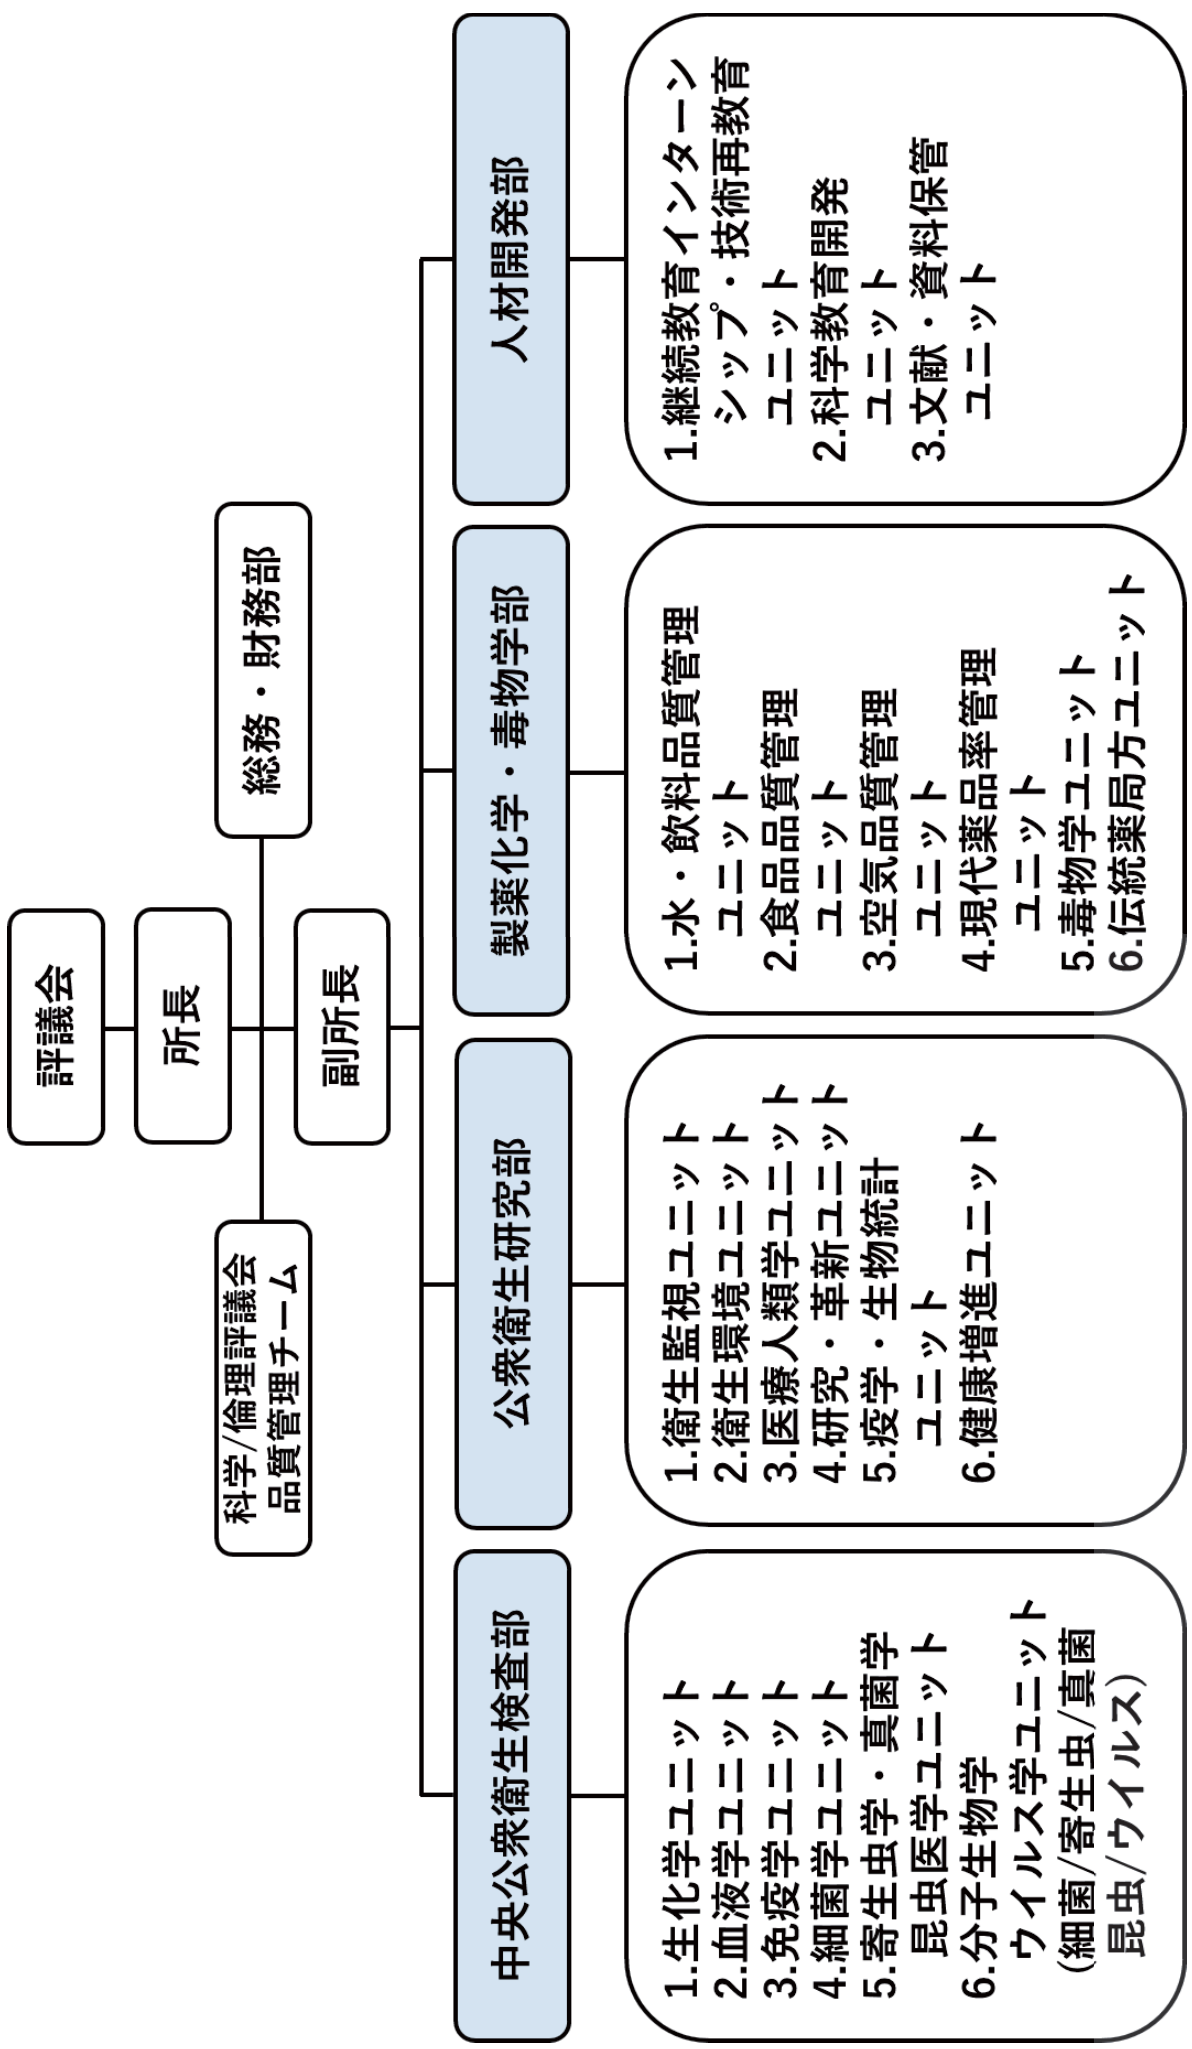 評議会
所長
科学/倫理評議会
品質管理チーム
総務・財務部
副所長
中央公衆衛生検査部
公衆衛生研究部
製薬化学・毒物学部
人材開発部
1.生化学ユニット
2.血液学ユニット
3.免疫学ユニット
4.細菌学ユニット
5.寄生虫学・真菌学
昆虫医学ユニット
6.分子生物学
ウイルス学ユニット
(細菌/寄生虫/真菌
昆虫/ウイルス)
1.衛生監視ユニット
2.衛生環境ユニット
3.医療人類学ユニット
4.研究・革新ユニット
5.疫学・生物統計
ユニット
6.健康増進ユニット
1.水・飲料品質管理
ユニット
2.食品品質管理
ユニット
3.空気品質管理
ユニット
4.現代薬品率管理
ユニット
5.毒物学ユニット
6.伝統薬局方ユニット
1.継続教育インターン
シップ・技術再教育
ユニット
2.科学教育開発
ユニット
3.文献・資料保管
ユニット